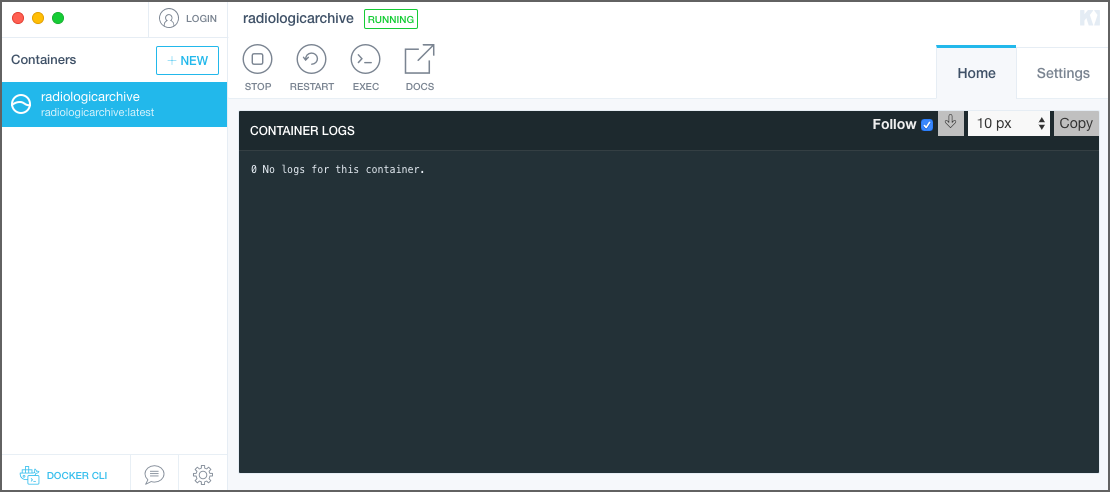 LOGIN
radiologicarchive
RUNNING
Containers
+ NEW
STOP
RESTART
EXEC
DOCS
Home
Settings
radiologicarchive
radiologicarchive:latest
CONTAINER LOGS
Follow
10 px
Copy
0 No logs for this container.
DOCKER CLI